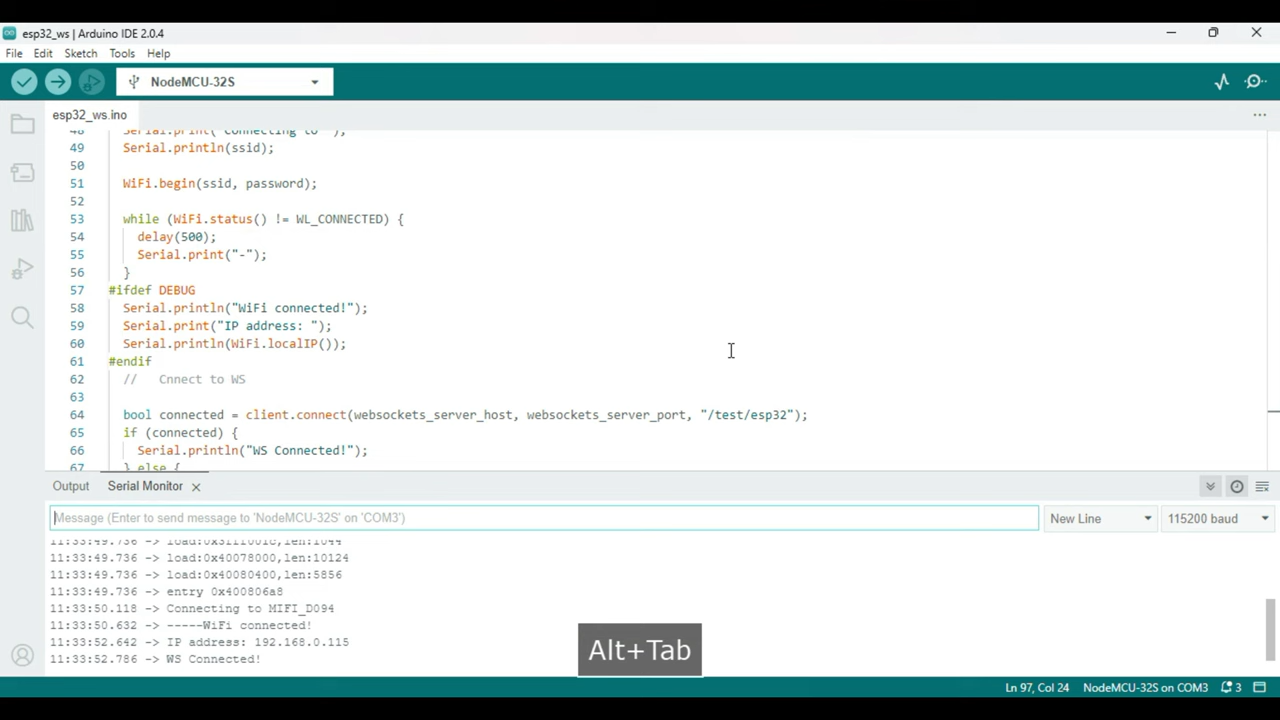 esp32_ws | Arduino IDE 2.0.4
File Edit Sketch Tools Help
NodeMCU-32S
esp32_ws.ino
48 Serial.print("Connecting to ");
49 Serial.println(ssid);
50
51 WiFi.begin(ssid, password);
52
53 while (WiFi.status() != WL_CONNECTED) {
54 delay(500);
55 Serial.print("-");
56 }
57 #ifdef DEBUG
58 Serial.println("WiFi connected!");
59 Serial.print("IP address: ");
60 Serial.println(WiFi.localIP());
61 #endif
62 // Cnnect to WS
63
64 bool connected = client.connect(websockets_server_host, websockets_server_port, "/test/esp32");
65 if (connected) {
66 Serial.println("WS Connected!");
67 } else {
Output Serial Monitor
Message (Enter to send message to 'NodeMCU-32S' on 'COM3')
New Line 115200 baud
11:33:49.736 -> load:0x3fff001c,len:1044
11:33:49.736 -> load:0x40078000,len:10124
11:33:49.736 -> load:0x40080400,len:5856
11:33:49.736 -> entry 0x400806a8
11:33:50.118 -> Connecting to MIFI_D094
11:33:50.632 -> -----WiFi connected!
11:33:52.642 -> IP address: 192.168.0.115
11:33:52.786 -> WS Connected!
Alt+Tab
Ln 97, Col 24 NodeMCU-32S on COM3 3